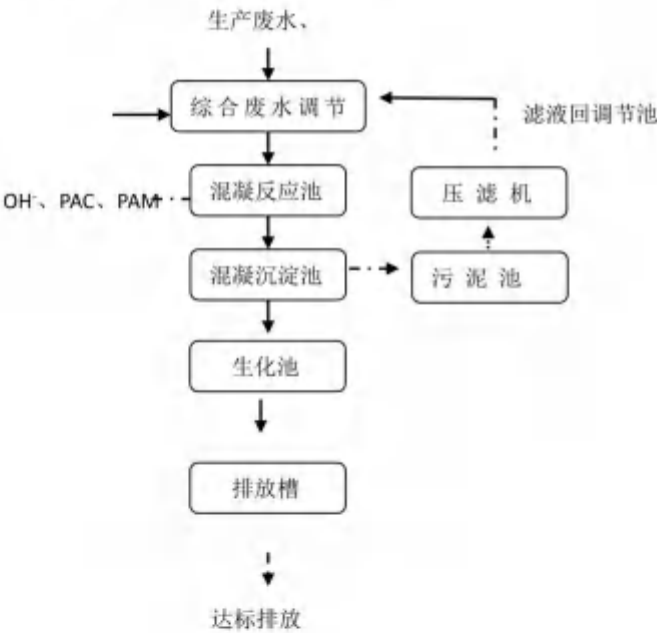 生产废水、
综合废水调节
滤液回调节池
混凝反应池
压滤机
OH-、PAC、PAM
混凝沉淀池
污泥池
生化池
排放槽
达标排放